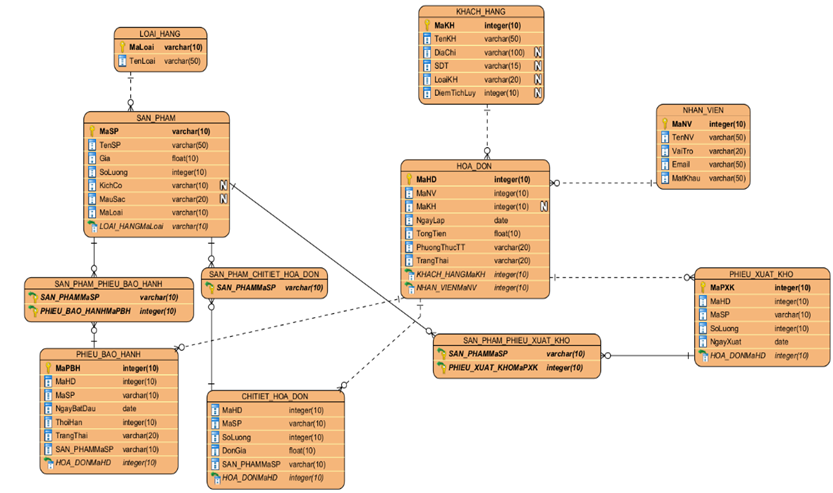 LOAI_HANG
MaLoai varchar(10)
TenLoai varchar(50)
KHACH_HANG
MaKH integer(10)
TenKH varchar(50)
DiaChi varchar(100) N
SDT varchar(15) N
LoaiKH varchar(20) N
DiemTichLuy integer(10) N
SAN_PHAM
MaSP varchar(10)
TenSP varchar(50)
Gia float(10)
SoLuong integer(10)
KichCo varchar(10) N
MauSac varchar(20) N
MaLoai varchar(10)
LOAI_HANGMaLoai varchar(10)
NHAN_VIEN
MaNV integer(10)
TenNV varchar(50)
VaiTro varchar(20)
Email varchar(50)
MatKhau varchar(50)
HOA_DON
MaHD integer(10)
MaNV integer(10)
MaKH integer(10) N
NgayLap date
TongTien float(10)
PhuongThucTT varchar(20)
TrangThai varchar(20)
KHACH_HANGMaKH integer(10)
NHAN_VIENMaNV integer(10)
SAN_PHAM_PHIEU_BAO_HANH
SAN_PHAMMaSP varchar(10)
PHIEU_BAO_HANHMaPBH integer(10)
SAN_PHAM_CHITIET_HOA_DON
SAN_PHAMMaSP varchar(10)
PHIEU_XUAT_KHO
MaPXK integer(10)
MaHD integer(10)
MaSP varchar(10)
SoLuong integer(10)
NgayXuat date
HOA_DONMaHD integer(10)
SAN_PHAM_PHIEU_XUAT_KHO
SAN_PHAMMaSP varchar(10)
PHIEU_XUAT_KHOMaPXK integer(10)
PHIEU_BAO_HANH
MaPBH integer(10)
MaHD integer(10)
MaSP varchar(10)
NgayBatDau date
ThoiHan integer(10)
TrangThai varchar(20)
SAN_PHAMMaSP varchar(10)
HOA_DONMaHD integer(10)
CHITIET_HOA_DON
MaHD integer(10)
MaSP varchar(10)
SoLuong integer(10)
DonGia float(10)
SAN_PHAMMaSP varchar(10)
HOA_DONMaHD integer(10)